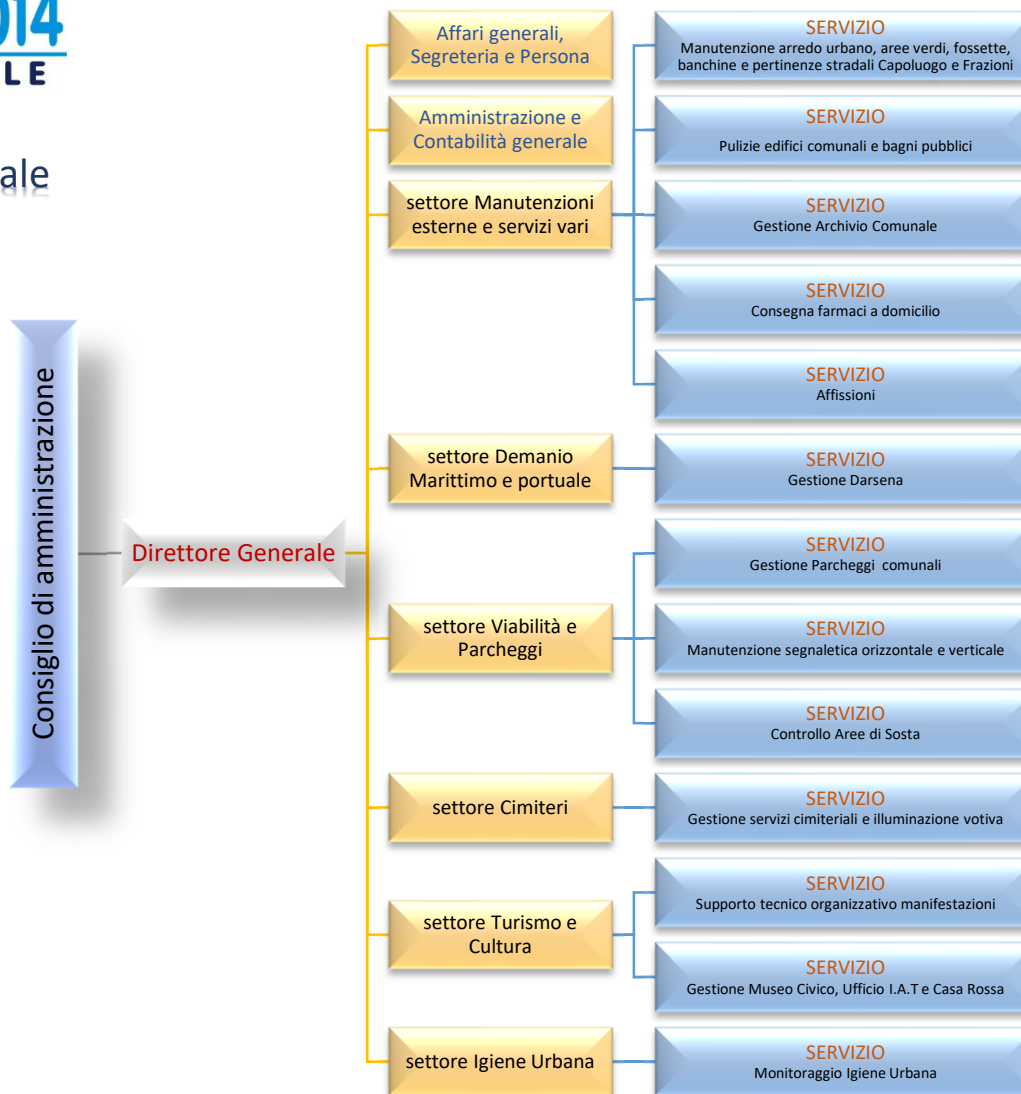 014
LE
ale
Consiglio di amministrazione
Direttore Generale
Affari generali,
Segreteria e Persona
Amministrazione e
Contabilità generale
settore Manutenzioni
esterne e servizi vari
SERVIZIO
Manutenzione arredo urbano, aree verdi, fossette,
banchine e pertinenze stradali Capoluogo e Frazioni
SERVIZIO
Pulizie edifici comunali e bagni pubblici
SERVIZIO
Gestione Archivio Comunale
SERVIZIO
Consegna farmaci a domicilio
SERVIZIO
Affissioni
settore Demanio
Marittimo e portuale
SERVIZIO
Gestione Darsena
settore Viabilità e
Parcheggi
SERVIZIO
Gestione Parcheggi comunali
SERVIZIO
Manutenzione segnaletica orizzontale e verticale
SERVIZIO
Controllo Aree di Sosta
settore Cimiteri
SERVIZIO
Gestione servizi cimiteriali e illuminazione votiva
settore Turismo e
Cultura
SERVIZIO
Supporto tecnico organizzativo manifestazioni
SERVIZIO
Gestione Museo Civico, Ufficio I.A.T e Casa Rossa
settore Igiene Urbana
SERVIZIO
Monitoraggio Igiene Urbana